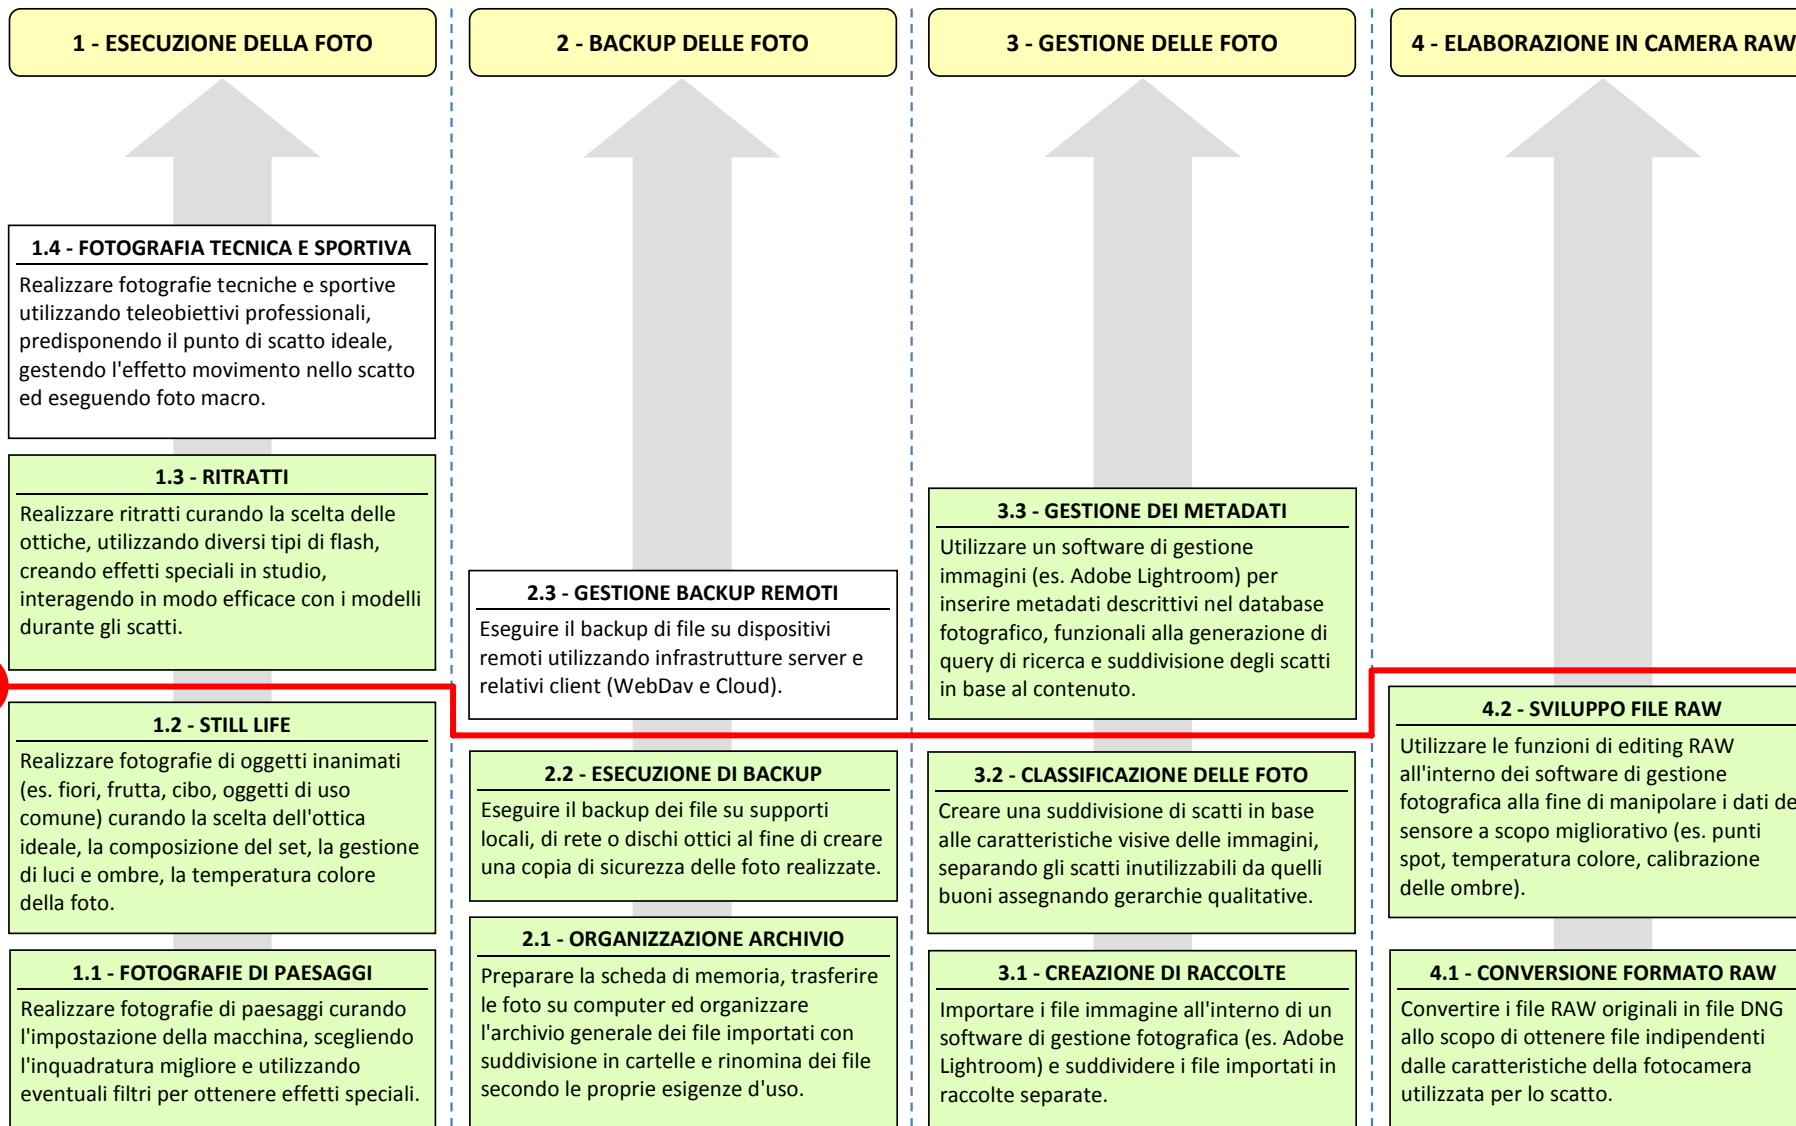 1 - ESECUZIONE DELLA FOTO
1.4 - FOTOGRAFIA TECNICA E SPORTIVA
Realizzare fotografie tecniche e sportive
utilizzando teleobiettivi professionali,
predisponendo il punto di scatto ideale,
gestendo l'effetto movimento nello scatto
ed eseguendo foto macro.
1.3 - RITRATTI
Realizzare ritratti curando la scelta delle
ottiche, utilizzando diversi tipi di flash,
creando effetti speciali in studio,
interagendo in modo efficace con i modelli
durante gli scatti.
1.2 - STILL LIFE
Realizzare fotografie di oggetti inanimati
(es. fiori, frutta, cibo, oggetti di uso
comune) curando la scelta dell'ottica
ideale, la composizione del set, la gestione
di luci e ombre, la temperatura colore
della foto.
1.1 - FOTOGRAFIE DI PAESAGGI
Realizzare fotografie di paesaggi curando
l'impostazione della macchina, scegliendo
l'inquadratura migliore e utilizzando
eventuali filtri per ottenere effetti speciali.
2 - BACKUP DELLE FOTO
2.3 - GESTIONE BACKUP REMOTI
Eseguire il backup di file su dispositivi
remoti utilizzando infrastrutture server e
relativi client (WebDav e Cloud).
2.2 - ESECUZIONE DI BACKUP
Eseguire il backup dei file su supporti
locali, di rete o dischi ottici al fine di creare
una copia di sicurezza delle foto realizzate.
2.1 - ORGANIZZAZIONE ARCHIVIO
Preparare la scheda di memoria, trasferire
le foto su computer ed organizzare
l'archivio generale dei file importati con
suddivisione in cartelle e rinomina dei file
secondo le proprie esigenze d'uso.
3 - GESTIONE DELLE FOTO
3.3 - GESTIONE DEI METADATI
Utilizzare un software di gestione
immagini (es. Adobe Lightroom) per
inserire metadati descrittivi nel database
fotografico, funzionali alla generazione di
query di ricerca e suddivisione degli scatti
in base al contenuto.
3.2 - CLASSIFICAZIONE DELLE FOTO
Creare una suddivisione di scatti in base
alle caratteristiche visive delle immagini,
separando gli scatti inutilizzabili da quelli
buoni assegnando gerarchie qualitative.
3.1 - CREAZIONE DI RACCOLTE
Importare i file immagine all'interno di un
software di gestione fotografica (es. Adobe
Lightroom) e suddividere i file importati in
raccolte separate.
4 - ELABORAZIONE IN CAMERA RAW
4.2 - SVILUPPO FILE RAW
Utilizzare le funzioni di editing RAW
all'interno dei software di gestione
fotografica alla fine di manipolare i dati de
sensore a scopo migliorativo (es. punti
spot, temperatura colore, calibrazione
delle ombre).
4.1 - CONVERSIONE FORMATO RAW
Convertire i file RAW originali in file DNG
allo scopo di ottenere file indipendenti
dalle caratteristiche della fotocamera
utilizzata per lo scatto.